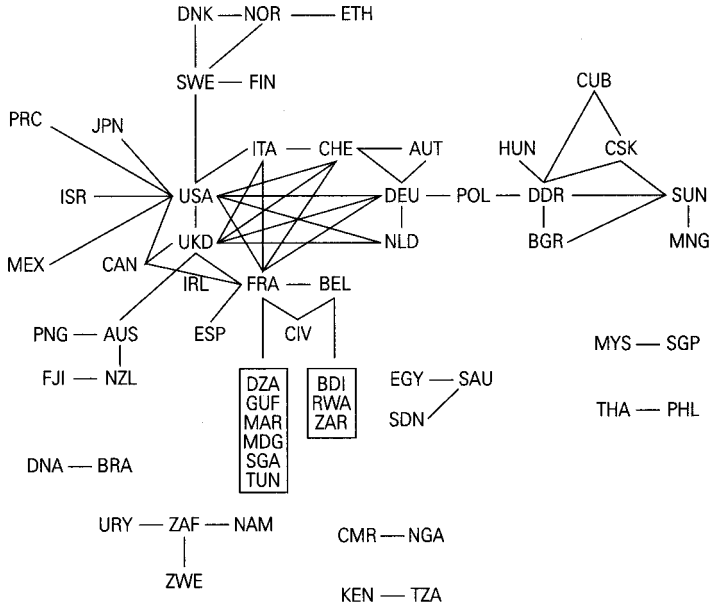 DNK NOR ETH
SWE FIN
CUB
PRC
JPN
ITA CHE AUT HUN CSK
ISR USA DEU POL DDR SUN
UKD NLD BGR MNG
MEX CAN
IRL FRA BEL
PNG AUS ESP CIV
MYS SGP
FJI NZL
DZA BDI EGY SAU
GUF RWA
MAR ZAR SDN THA PHL
MDG
SGA
TUN
DNA BRA
URY ZAF NAM
CMR NGA
ZWE
KEN TZA